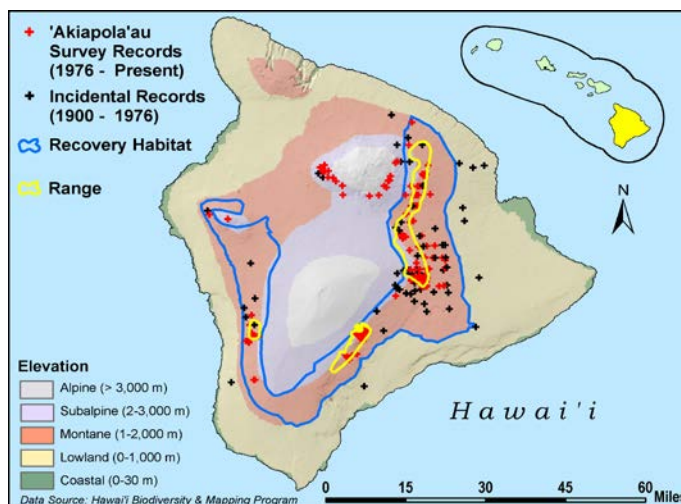 'Akiapola'au
Survey Records
(1976 - Present)
Incidental Records
(1900 - 1976)
Recovery Habitat
Range
N
Elevation
Alpine (> 3,000 m)
Subalpine (2-3,000 m)
Montane (1-2,000 m)
Lowland (0-1,000 m)
Coastal (0-30 m)
Data Source: Hawai'i Biodiversity & Mapping Program
Hawai'i
0 15 30 45 60
Miles